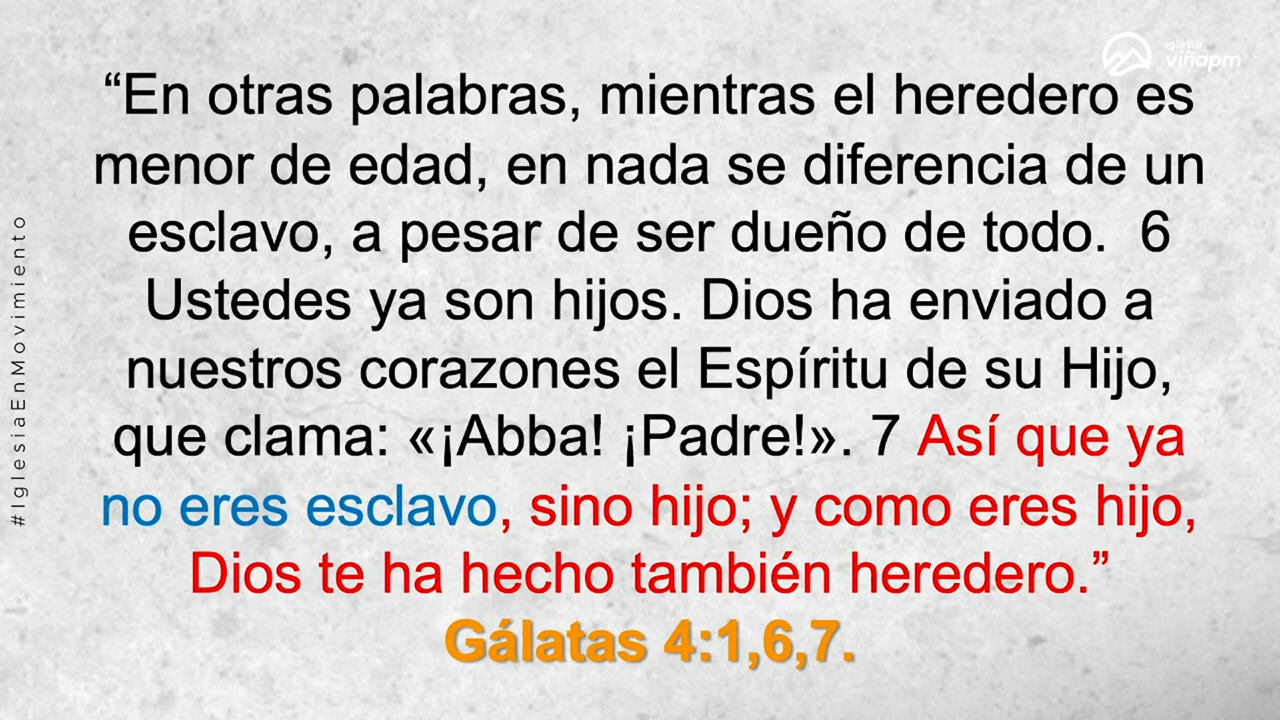 iglesia
viñapm
“En otras palabras, mientras el heredero es
menor de edad, en nada se diferencia de un
esclavo, a pesar de ser dueño de todo.  6
Ustedes ya son hijos. Dios ha enviado a
nuestros corazones el Espíritu de su Hijo,
que clama: «¡Abba! ¡Padre!». 7 Así que ya
no eres esclavo, sino hijo; y como eres hijo,
Dios te ha hecho también heredero.”
Gálatas 4:1,6,7.
#IglesiaEnMovimiento